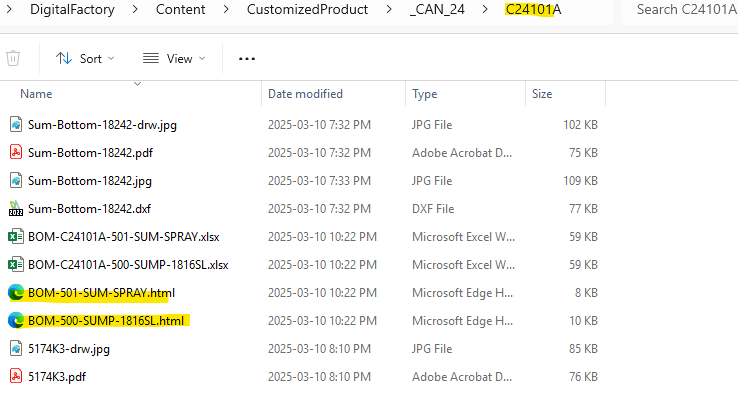 DigitalFactory > Content > CustomizedProduct > _CAN_24 > C24101A Search C24101A
Sort View
Name Date modified Type Size
Sum-Bottom-18242-drw.jpg 2025-03-10 7:32 PM JPG File 102 KB
Sum-Bottom-18242.pdf 2025-03-10 7:32 PM Adobe Acrobat D... 75 KB
Sum-Bottom-18242.jpg 2025-03-10 7:33 PM JPG File 109 KB
Sum-Bottom-18242.dxf 2025-03-10 7:32 PM DXF File 77 KB
BOM-C24101A-501-SUM-SPRAY.xlsx 2025-03-10 10:22 PM Microsoft Excel W... 59 KB
BOM-C24101A-500-SUMP-1816SL.xlsx 2025-03-10 10:22 PM Microsoft Excel W... 59 KB
BOM-501-SUM-SPRAY.html 2025-03-10 10:22 PM Microsoft Edge H... 8 KB
BOM-500-SUMP-1816SL.html 2025-03-10 10:22 PM Microsoft Edge H... 10 KB
5174K3-drw.jpg 2025-03-10 8:10 PM JPG File 85 KB
5174K3.pdf 2025-03-10 8:10 PM Adobe Acrobat D... 76 KB